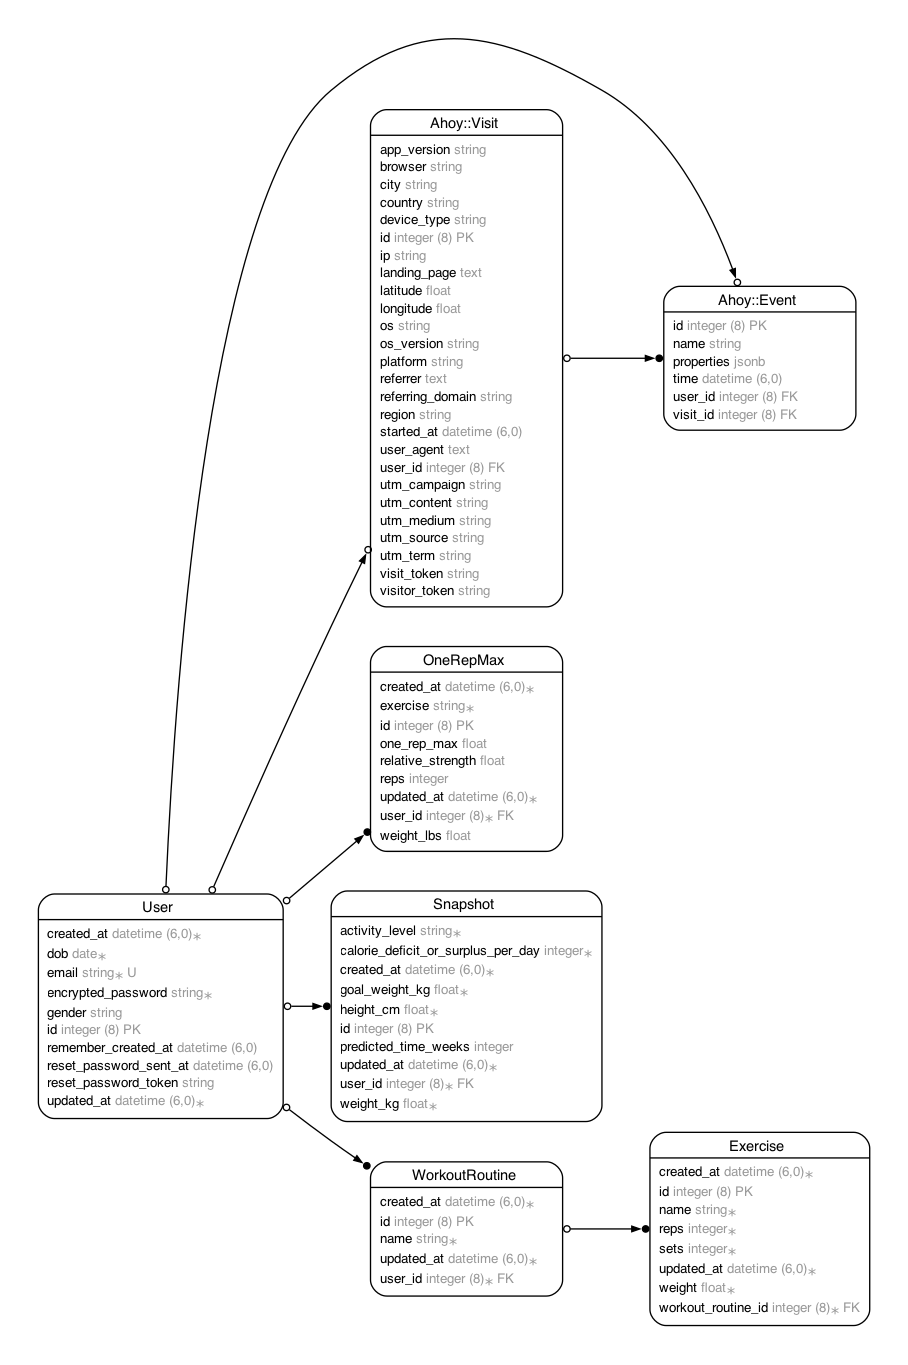 Ahoy::Visit
app_version string
browser string
city string
country string
device_type string
id integer (8) PK
ip string
landing_page text
latitude float
longitude float
os string
os_version string
platform string
referrer text
referring_domain string
region string
started_at datetime (6,0)
user_agent text
user_id integer (8) FK
utm_campaign string
utm_content string
utm_medium string
utm_source string
utm_term string
visit_token string
visitor_token string
Ahoy::Event
id integer (8) PK
name string
properties jsonb
time datetime (6,0)
user_id integer (8) FK
visit_id integer (8) FK
OneRepMax
created_at datetime (6,0)∗
exercise string∗
id integer (8) PK
one_rep_max float
relative_strength float
reps integer
updated_at datetime (6,0)∗
user_id integer (8)∗ FK
weight_lbs float
User
created_at datetime (6,0)∗
dob date∗
email string∗ U
encrypted_password string∗
gender string
id integer (8) PK
remember_created_at datetime (6,0)
reset_password_sent_at datetime (6,0)
reset_password_token string
updated_at datetime (6,0)∗
Snapshot
activity_level string∗
calorie_deficit_or_surplus_per_day integer∗
created_at datetime (6,0)∗
goal_weight_kg float∗
height_cm float∗
id integer (8) PK
predicted_time_weeks integer
updated_at datetime (6,0)∗
user_id integer (8)∗ FK
weight_kg float∗
WorkoutRoutine
created_at datetime (6,0)∗
id integer (8) PK
name string∗
updated_at datetime (6,0)∗
user_id integer (8)∗ FK
Exercise
created_at datetime (6,0)∗
id integer (8) PK
name string∗
reps integer∗
sets integer∗
updated_at datetime (6,0)∗
weight float∗
workout_routine_id integer (8)∗ FK